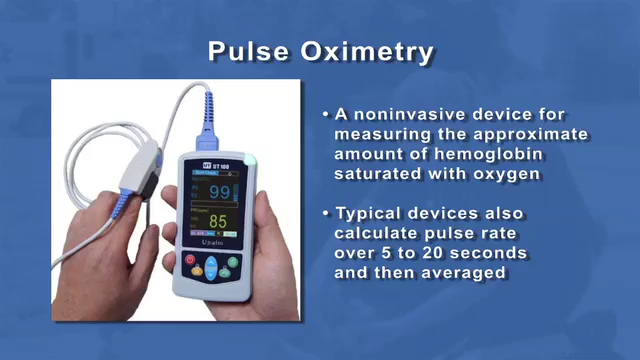 Pulse Oximetry
• A noninvasive device for
measuring the approximate
amount of hemoglobin
saturated with oxygen
• Typical devices also
calculate pulse rate
over 5 to 20 seconds
and then averaged
UT 100
99
85
Utech